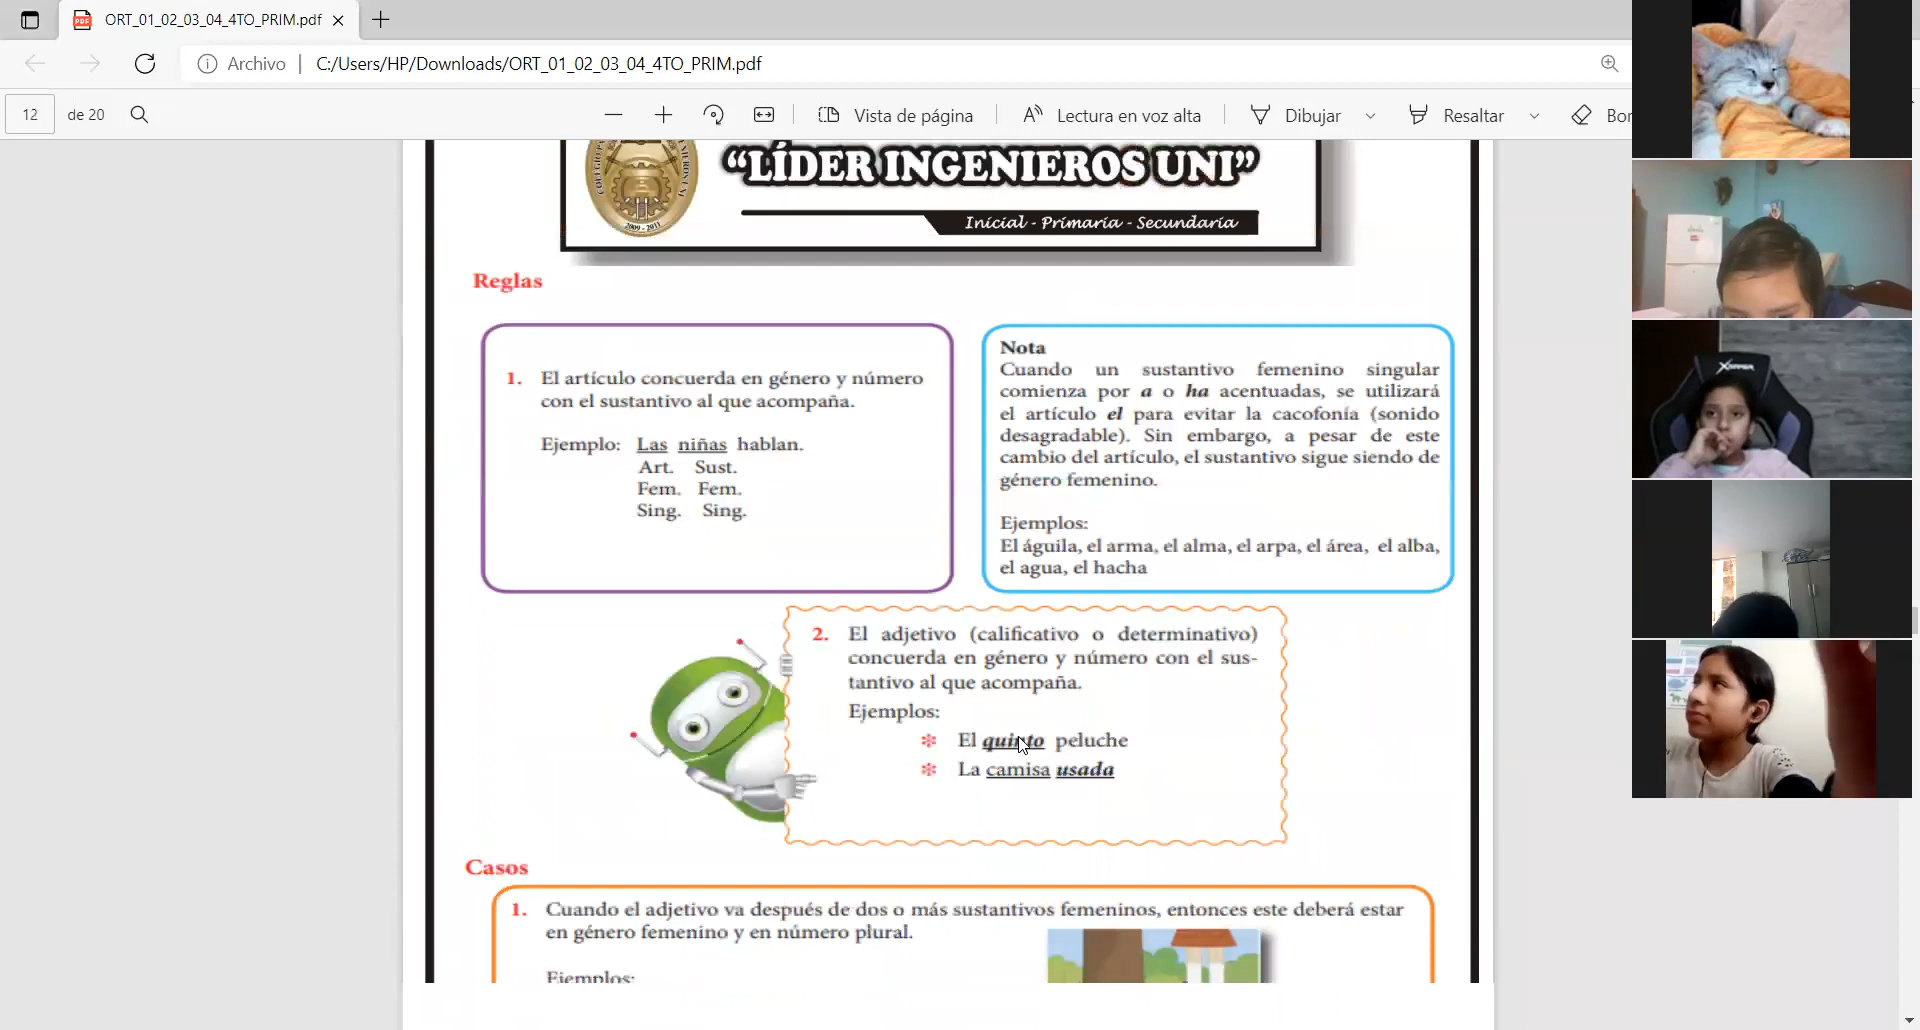 ORT_01_02_03_04_4TO_PRIM.pdf
Archivo | C:/Users/HP/Downloads/ORT_01_02_03_04_4TO_PRIM.pdf
12 de 20
Vista de página
Lectura en voz alta
Dibujar
Resaltar
“LÍDER INGENIEROS UNI”
2009 - 2011
Inicial - Primaria - Secundaria
Reglas
1. El artículo concuerda en género y número
con el sustantivo al que acompaña.
Ejemplo: Las niñas hablan.
Art. Sust.
Fem. Fem.
Sing. Sing.
Nota
Cuando un sustantivo femenino singular
comienza por a o ha acentuadas, se utilizará
el artículo el para evitar la cacofonía (sonido
desagradable). Sin embargo, a pesar de este
cambio del artículo, el sustantivo sigue siendo de
género femenino.
Ejemplos:
El águila, el arma, el alma, el arpa, el área, el alba,
el agua, el hacha
2. El adjetivo (calificativo o determinativo)
concuerda en género y número con el sus-
tantivo al que acompaña.
Ejemplos:
El quinto peluche
La camisa usada
Casos
1. Cuando el adjetivo va después de dos o más sustantivos femeninos, entonces este deberá estar
en género femenino y en número plural.
Ejemplos: